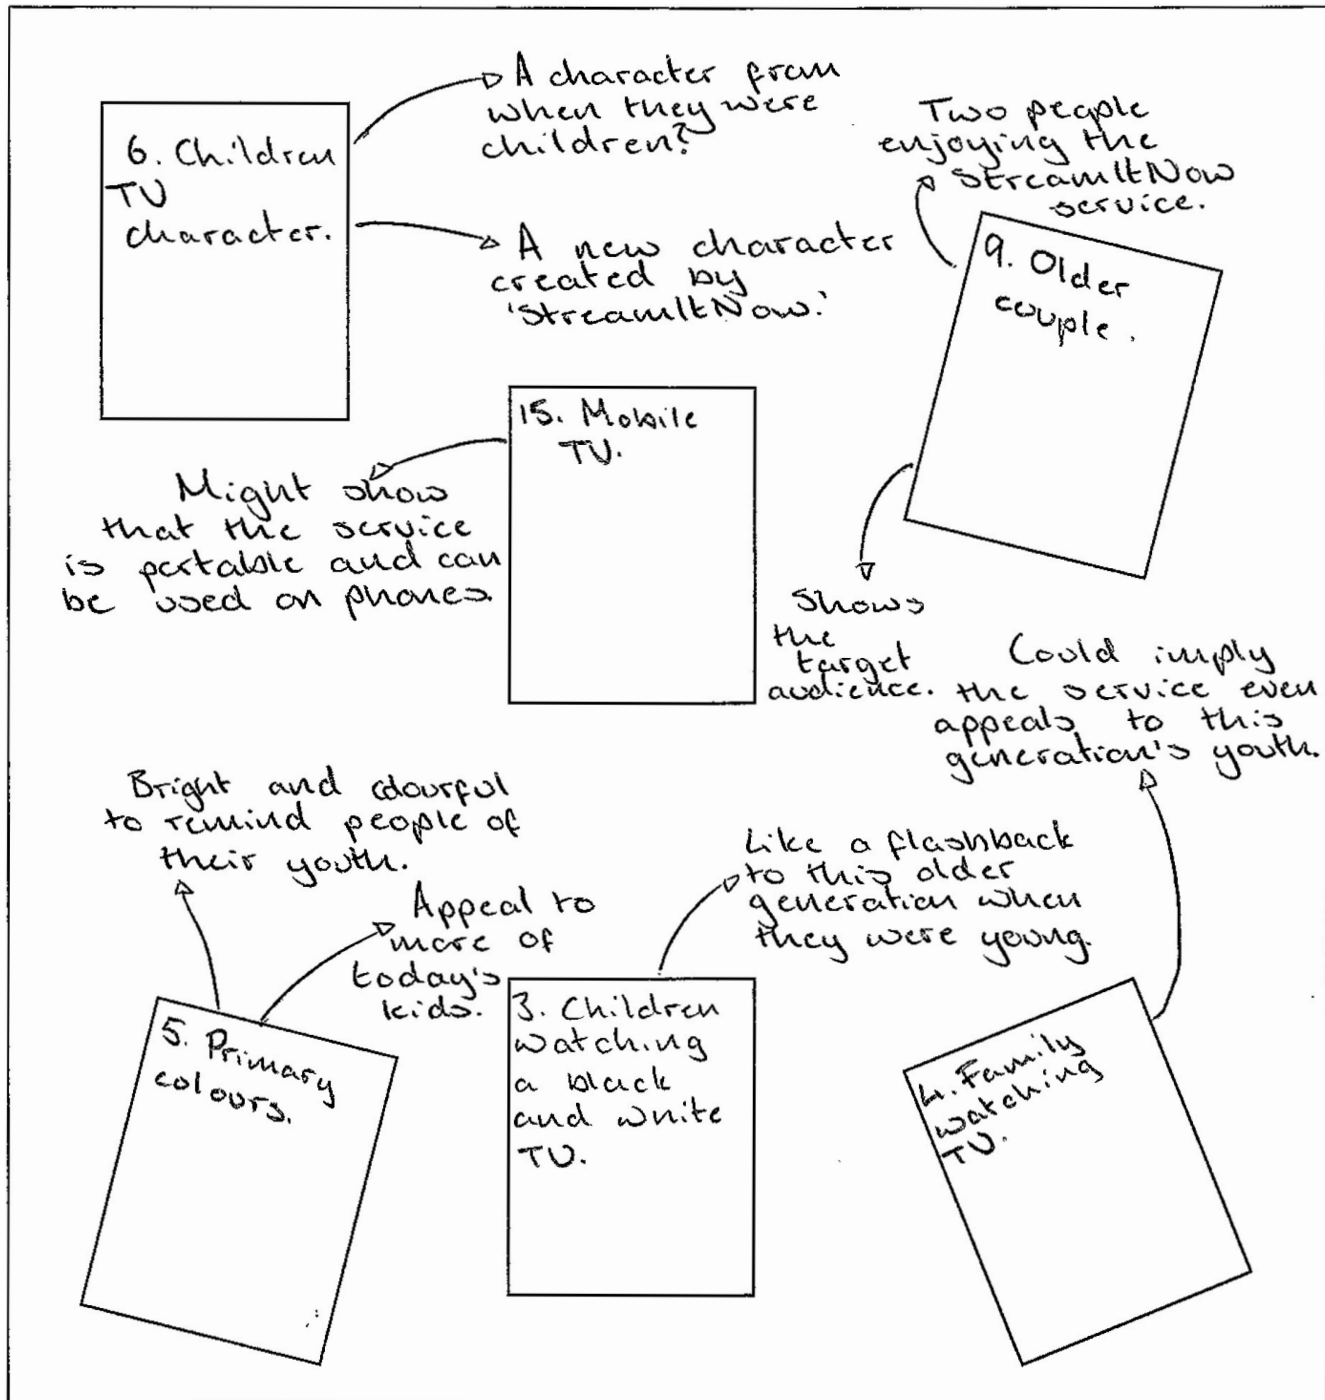 6. Children
TV
character.
A character from
when they were
children?
A new character
created by
'StreamItNow.'
Two people
enjoying the
StreamItNow
service.
9. Older
couple.
Shows
the
target
audience.
15. Mobile
TV.
Might show
that the service
is portable and can
be used on phones.
Could imply
the service even
appeals to this
generation's youth.
Bright and colourful
to remind people of
their youth.
Appeal to
more of
today's
kids.
5. Primary
colours.
Like a flashback
to this older
generation when
they were young.
3. Children
watching
a black
and white
TV.
4. Family
watching
TV.